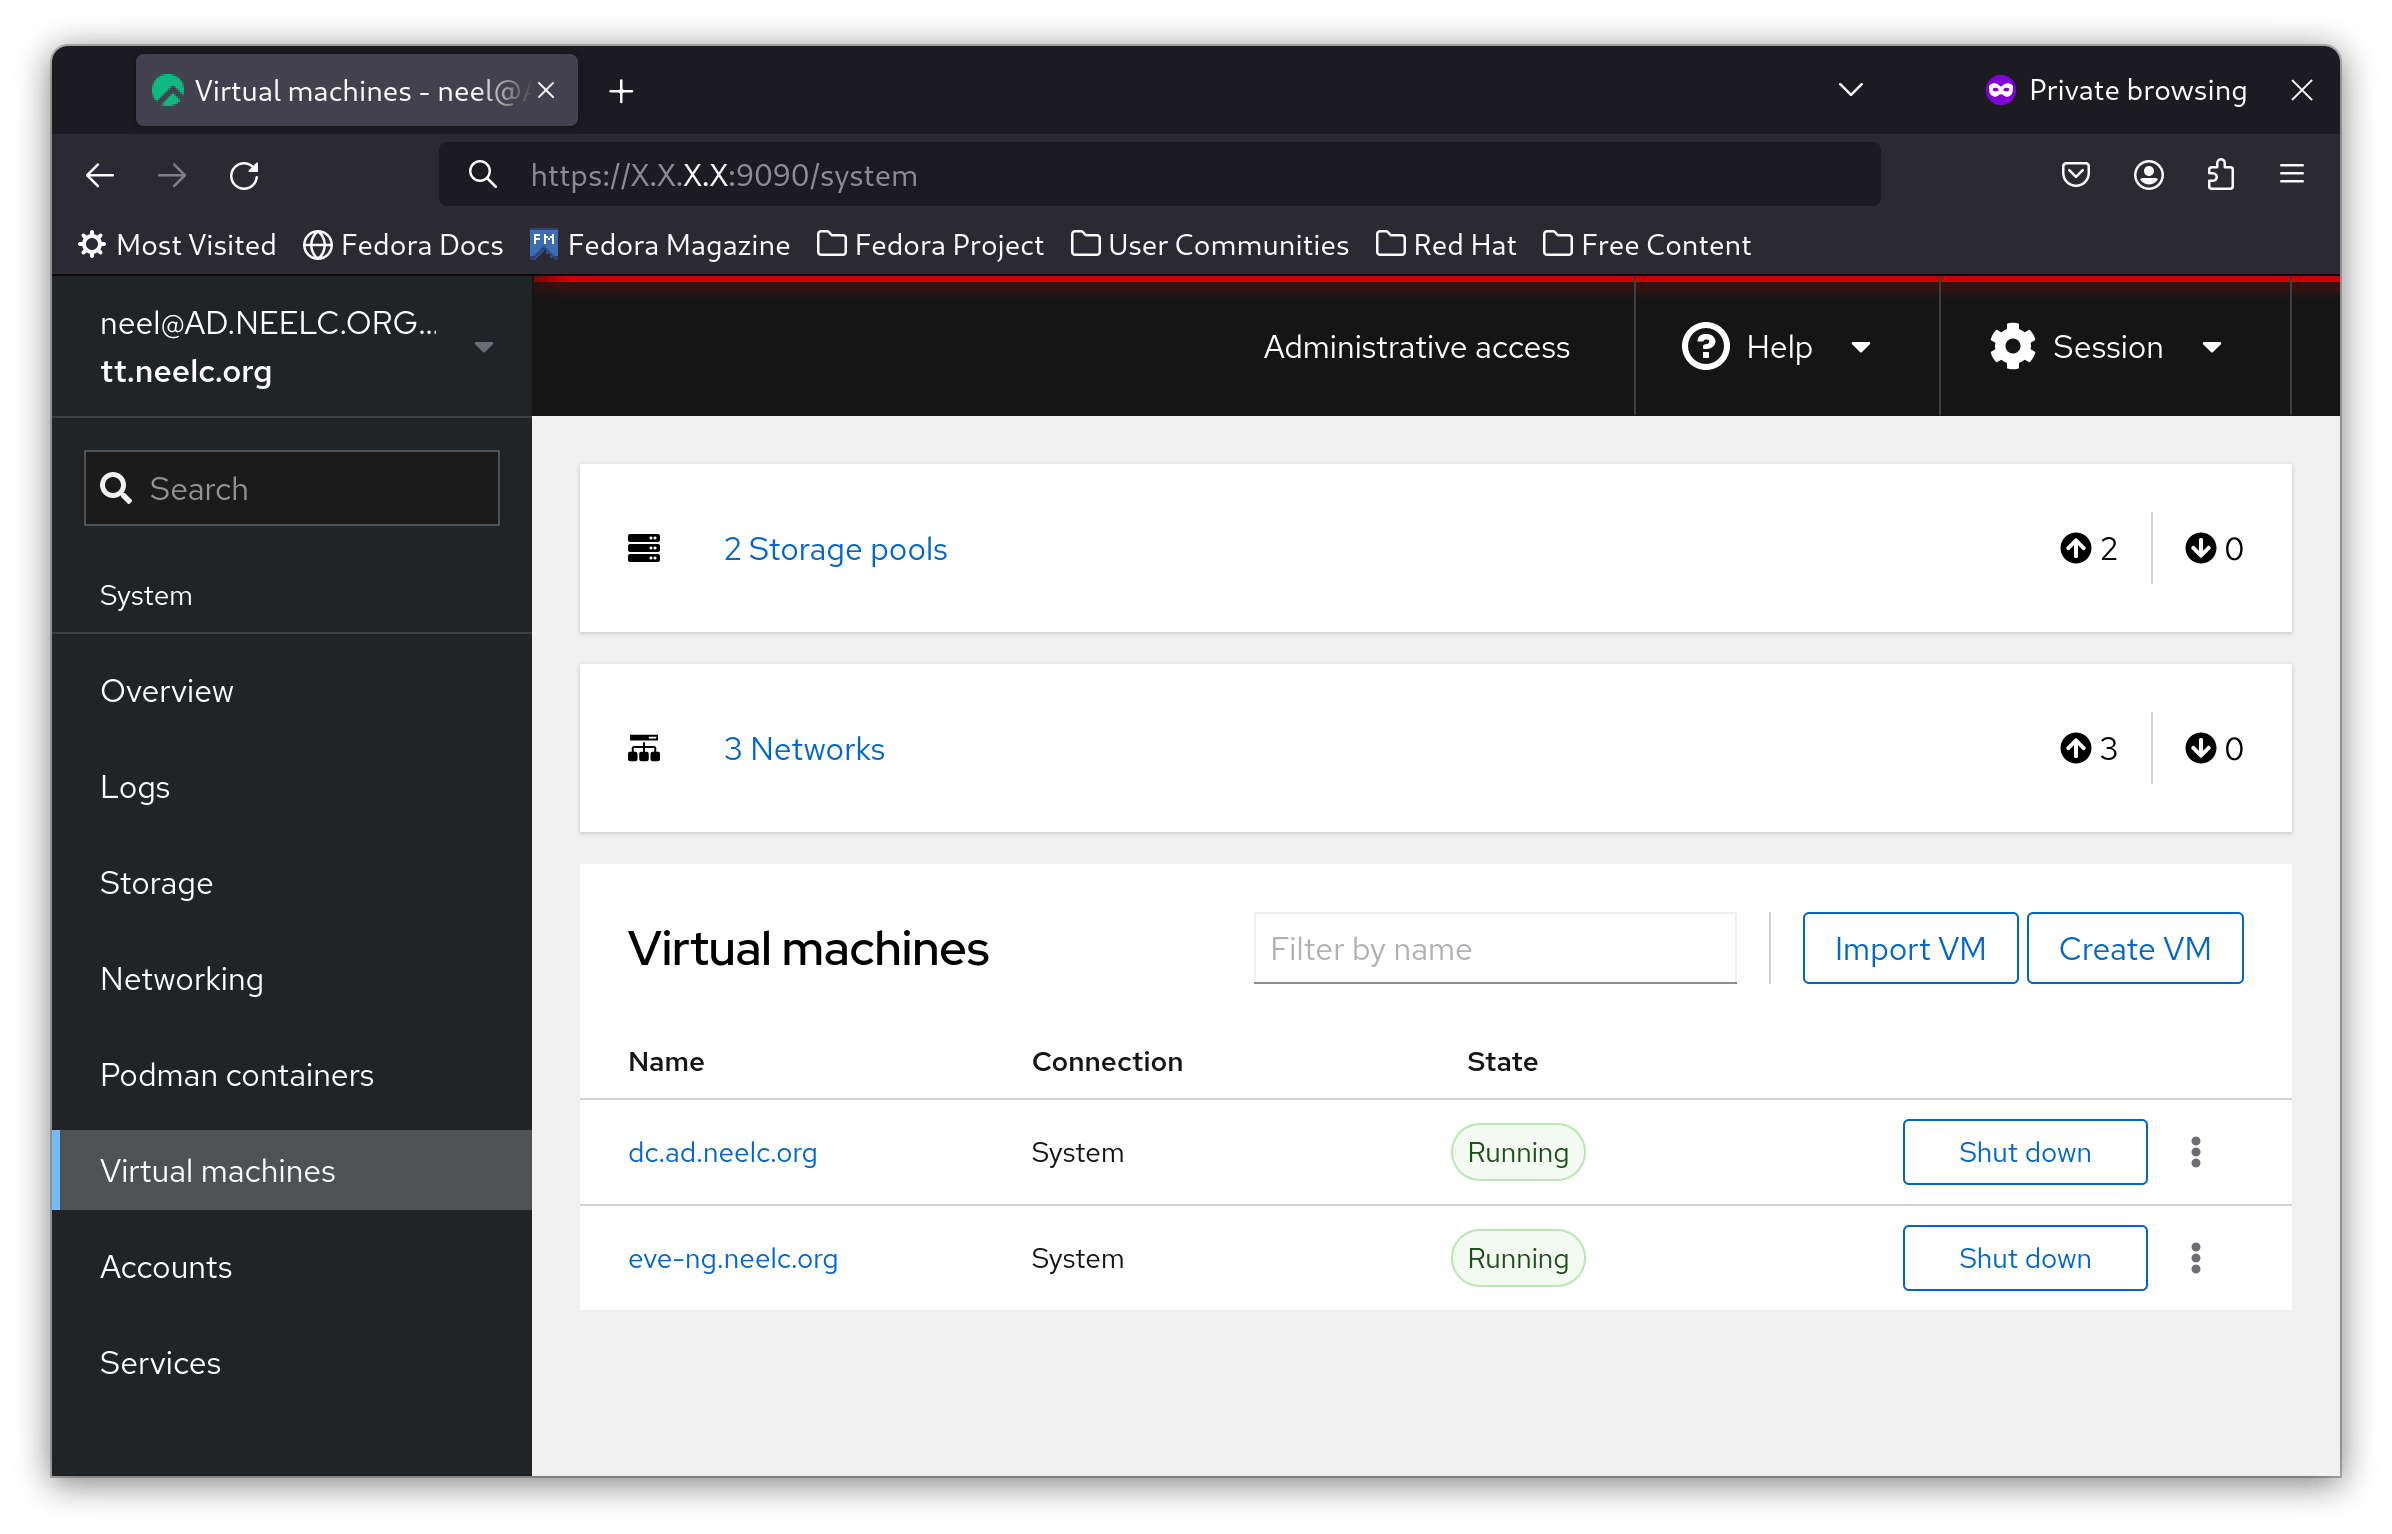 Virtual machines - neel@A
Private browsing
https://X.X.X.X:9090/system
Most Visited Fedora Docs Fedora Magazine Fedora Project User Communities Red Hat Free Content
neel@AD.NEELC.ORG...
tt.neelc.org
Administrative access Help Session
Search
System
Overview
Logs
Storage
Networking
Podman containers
Virtual machines
Accounts
Services
2 Storage pools 2 0
3 Networks 3 0
Virtual machines Filter by name Import VM Create VM
Name Connection State
dc.ad.neelc.org System Running Shut down
eve-ng.neelc.org System Running Shut down